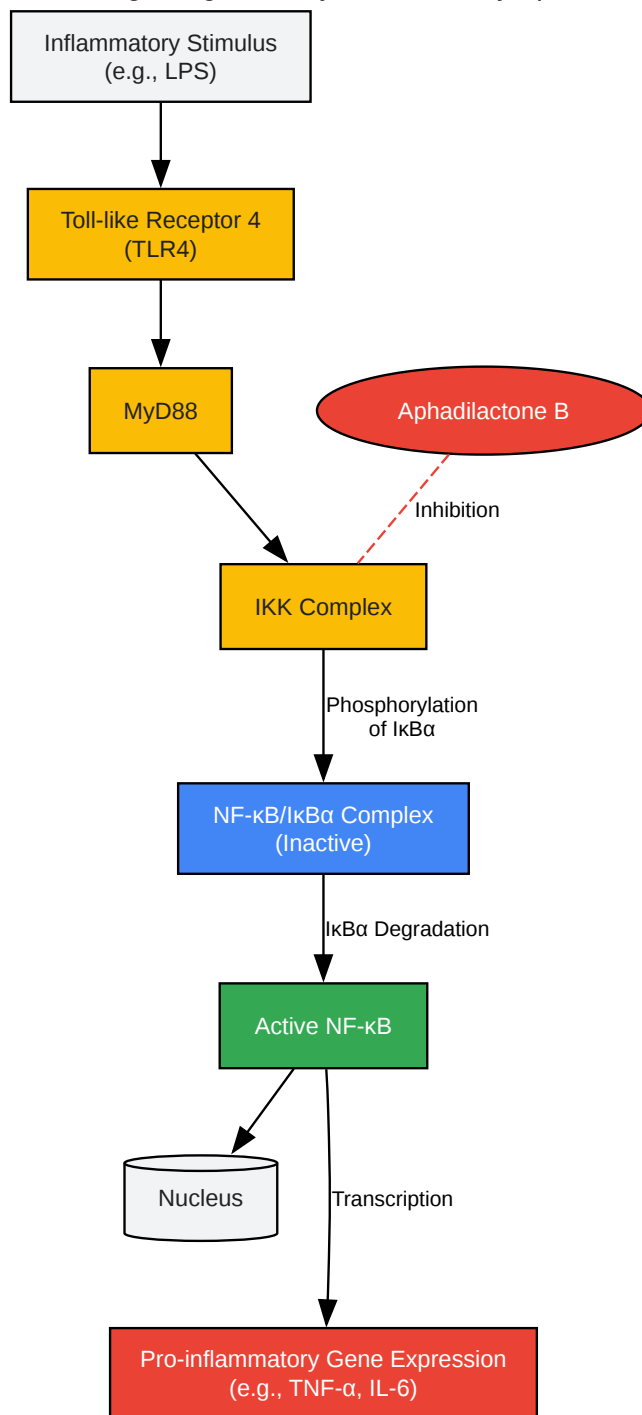 Inflammatory Stimulus
(e.g., LPS)
Toll-like Receptor 4
(TLR4)
MyD88
Aphadilactone B
Inhibition
IKK Complex
Phosphorylation
of IκBα
NF-κB/IκBα Complex
(Inactive)
IκBα Degradation
Active NF-κB
Nucleus
Transcription
Pro-inflammatory Gene Expression
(e.g., TNF-α, IL-6)